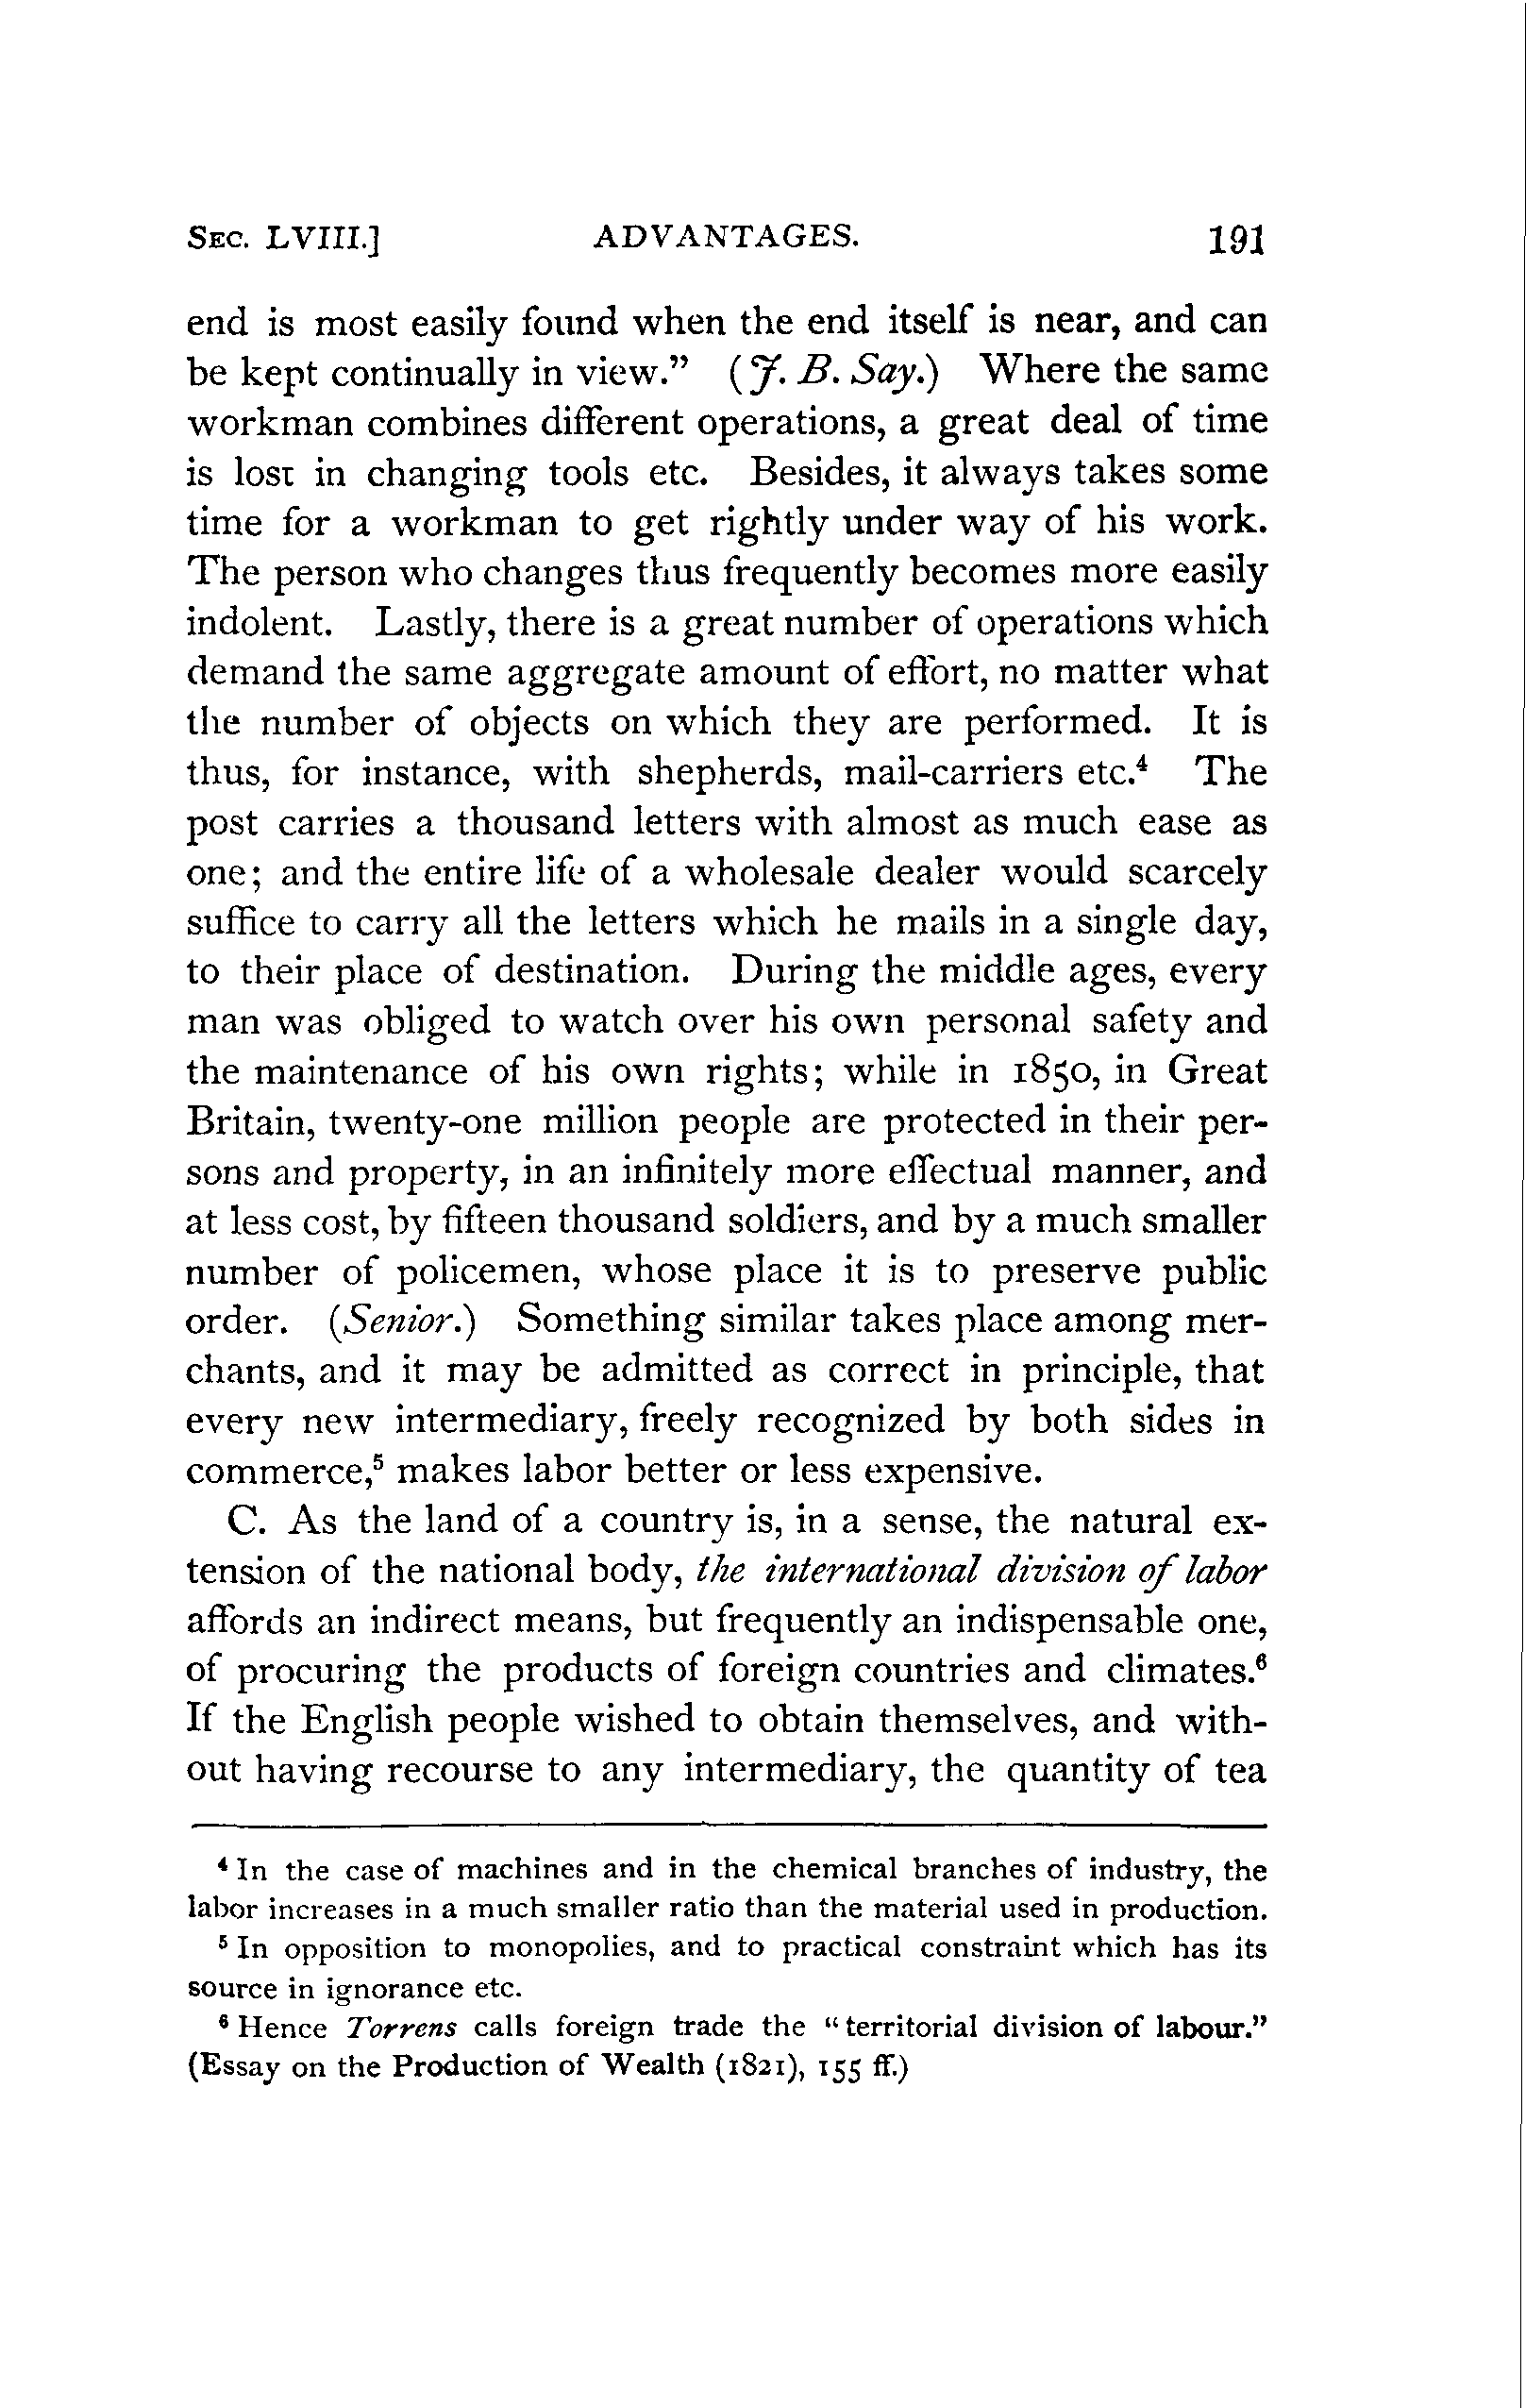 SEC. LVIII.] ADVANTAGES. 191
end is most easily found when the end itself is near, and can
be kept continually in view.” (J. B. Say.) Where the same
workman combines different operations, a great deal of time
is lost in changing tools etc. Besides, it always takes some
time for a workman to get rightly under way of his work.
The person who changes thus frequently becomes more easily
indolent. Lastly, there is a great number of operations which
demand the same aggregate amount of effort, no matter what
the number of objects on which they are performed. It is
thus, for instance, with shepherds, mail-carriers etc.⁴ The
post carries a thousand letters with almost as much ease as
one; and the entire life of a wholesale dealer would scarcely
suffice to carry all the letters which he mails in a single day,
to their place of destination. During the middle ages, every
man was obliged to watch over his own personal safety and
the maintenance of his own rights; while in 1850, in Great
Britain, twenty-one million people are protected in their per-
sons and property, in an infinitely more effectual manner, and
at less cost, by fifteen thousand soldiers, and by a much smaller
number of policemen, whose place it is to preserve public
order. (Senior.) Something similar takes place among mer-
chants, and it may be admitted as correct in principle, that
every new intermediary, freely recognized by both sides in
commerce,⁵ makes labor better or less expensive.
C. As the land of a country is, in a sense, the natural ex-
tension of the national body, the international division of labor
affords an indirect means, but frequently an indispensable one,
of procuring the products of foreign countries and climates.⁶
If the English people wished to obtain themselves, and with-
out having recourse to any intermediary, the quantity of tea
⁴ In the case of machines and in the chemical branches of industry, the
labor increases in a much smaller ratio than the material used in production.
⁵ In opposition to monopolies, and to practical constraint which has its
source in ignorance etc.
⁶ Hence Torrens calls foreign trade the “territorial division of labour.”
(Essay on the Production of Wealth (1821), 155 ff.)